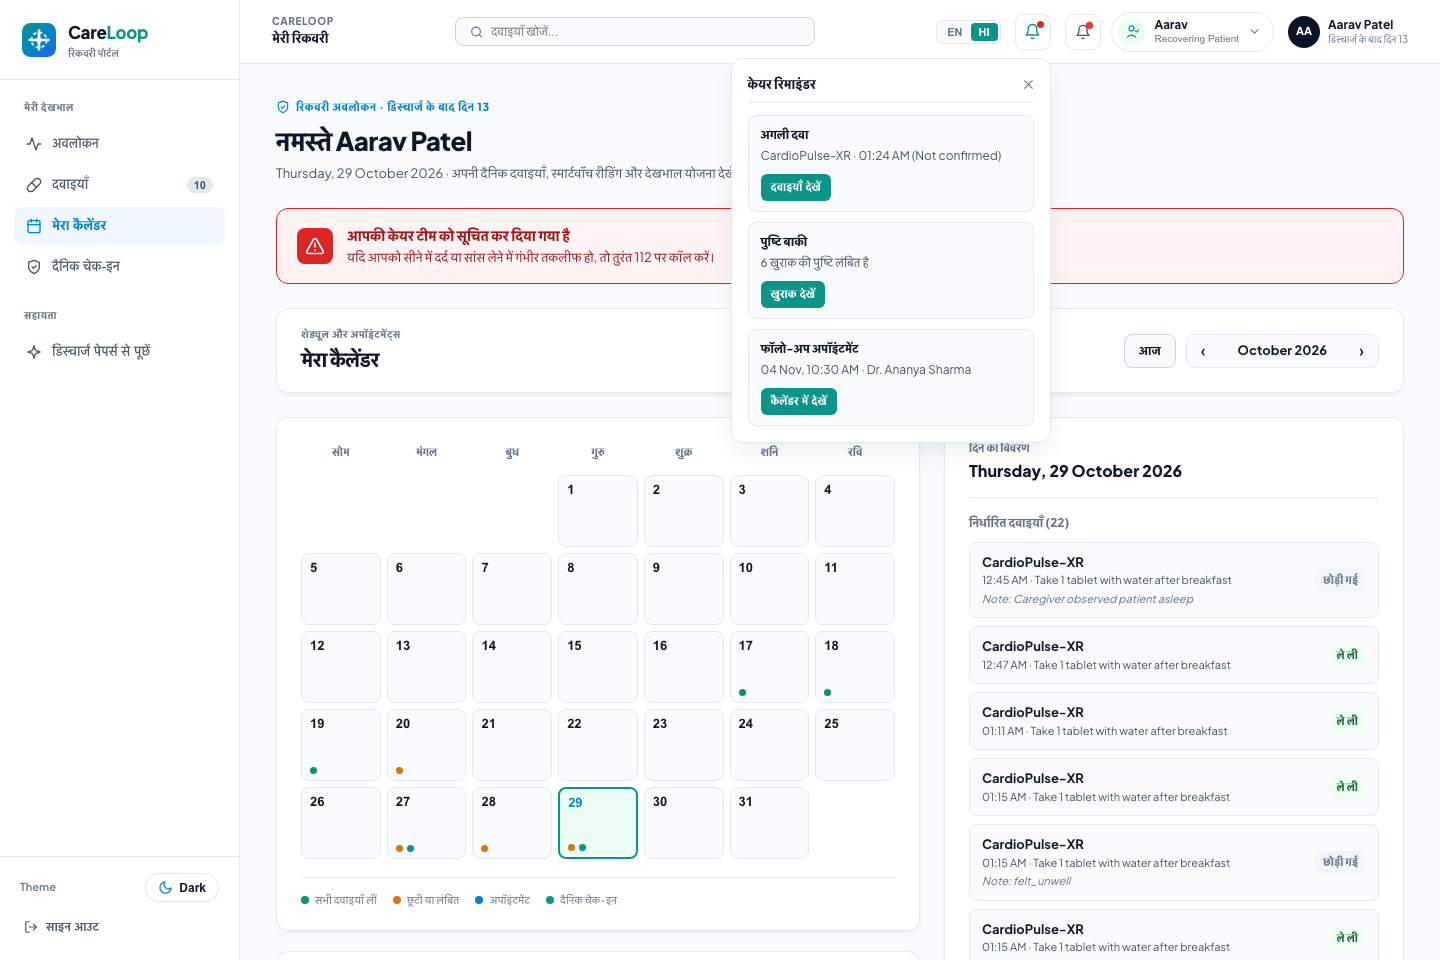 CareLoop
रिकवरी पोर्टल
मेरी देखभाल
अवलोकन
दवाइयाँ 10
मेरा कैलेंडर
दैनिक चेक-इन
सहायता
डिस्चार्ज पेपर्स से पूछें
Theme Dark
साइन आउट
CARELOOP
मेरी रिकवरी
दवाइयाँ खोजें...
EN HI
Aarav
Recovering Patient
AA
Aarav Patel
डिस्चार्ज के बाद दिन 13
रिकवरी अवलोकन · डिस्चार्ज के बाद दिन 13
नमस्ते Aarav Patel
Thursday, 29 October 2026 · अपनी दैनिक दवाइयाँ, स्मार्टवॉच रीडिंग और देखभाल योजना
आपकी केयर टीम को सूचित कर दिया गया है
यदि आपको सीने में दर्द या सांस लेने में गंभीर तकलीफ हो, तो तुरंत 112 पर कॉल करें।
केयर रिमाइंडर
अगली दवा
CardioPulse-XR · 01:24 AM (Not confirmed)
दवाइयाँ देखें
पुष्टि बाकी
6 खुराक की पुष्टि लंबित है
खुराक देखें
फॉलो-अप अपॉइंटमेंट
04 Nov, 10:30 AM · Dr. Ananya Sharma
कैलेंडर में देखें
शेड्यूल और अपॉइंटमेंट्स
मेरा कैलेंडर
आज ‹ October 2026 ›
सोम मंगल बुध गुरु शुक्र शनि रवि
1 2 3 4
5 6 7 8 9 10 11
12 13 14 15 16 17 18
19 20 21 22 23 24 25
26 27 28 29 30 31
सभी दवाइयाँ लीं छूटी या लंबित अपॉइंटमेंट दैनिक चेक-इन
दिन का विवरण
Thursday, 29 October 2026
निर्धारित दवाइयाँ (22)
CardioPulse-XR
12:45 AM · Take 1 tablet with water after breakfast
Note: Caregiver observed patient asleep
छोड़ी गई
CardioPulse-XR
12:47 AM · Take 1 tablet with water after breakfast
ले ली
CardioPulse-XR
01:11 AM · Take 1 tablet with water after breakfast
ले ली
CardioPulse-XR
01:15 AM · Take 1 tablet with water after breakfast
ले ली
CardioPulse-XR
01:15 AM · Take 1 tablet with water after breakfast
Note: felt_unwell
छोड़ी गई
CardioPulse-XR
01:15 AM · Take 1 tablet with water after breakfast
ले ली